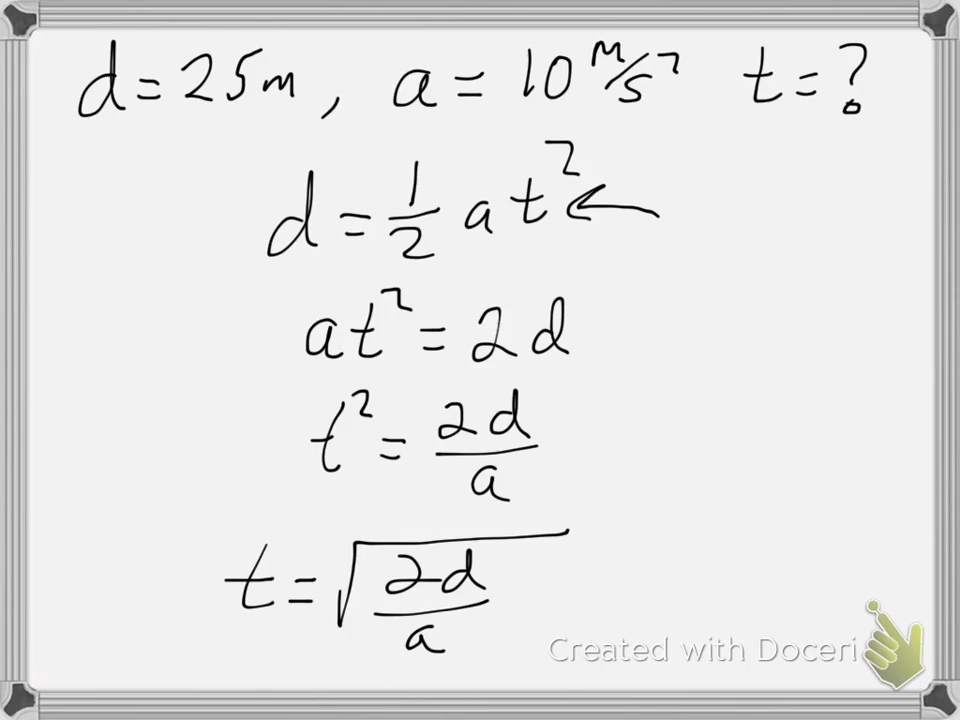 d = 25m, a = 10 m/s² t = ?
d = 1/2 at²←
at² = 2d
t² = 2d/a
t = √(2d/a)
Created with Doceri